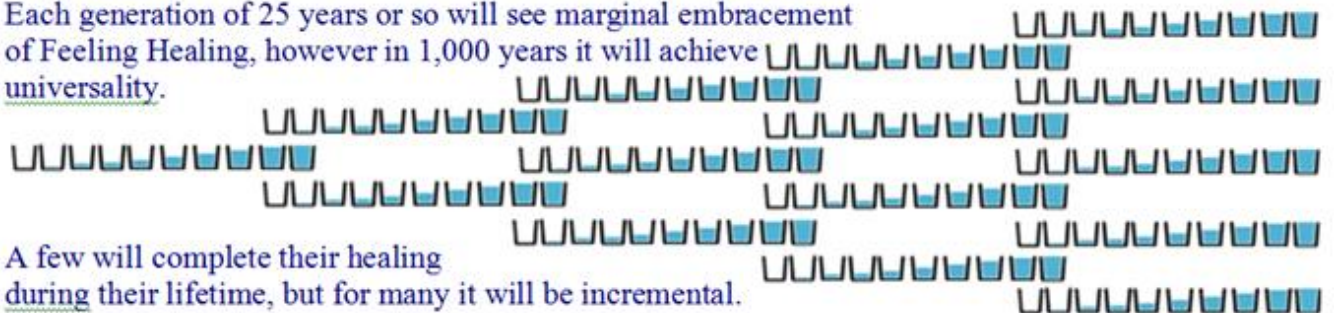 Each generation of 25 years or so will see marginal embracement
of Feeling Healing, however in 1,000 years it will achieve
universality.
A few will complete their healing
during their lifetime, but for many it will be incremental.